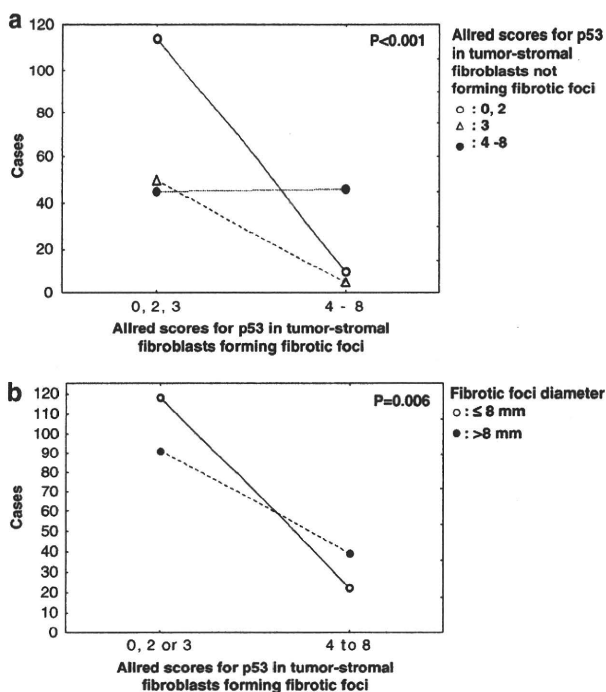 a
120
100
80
60
40
20
0
Cases
P<0.001
0, 2, 3
4 - 8
Allred scores for p53 in tumor-stromal
fibroblasts forming fibrotic foci
Allred scores for p53
in tumor-stromal
fibroblasts not
forming fibrotic foci
: 0, 2
: 3
: 4 -8
b
120
110
100
90
80
70
60
50
40
30
20
10
0
Cases
P=0.006
0, 2 or 3
4 to 8
Allred scores for p53 in tumor-stromal
fibroblasts forming fibrotic foci
Fibrotic foci diameter
: ≤ 8 mm
: >8 mm